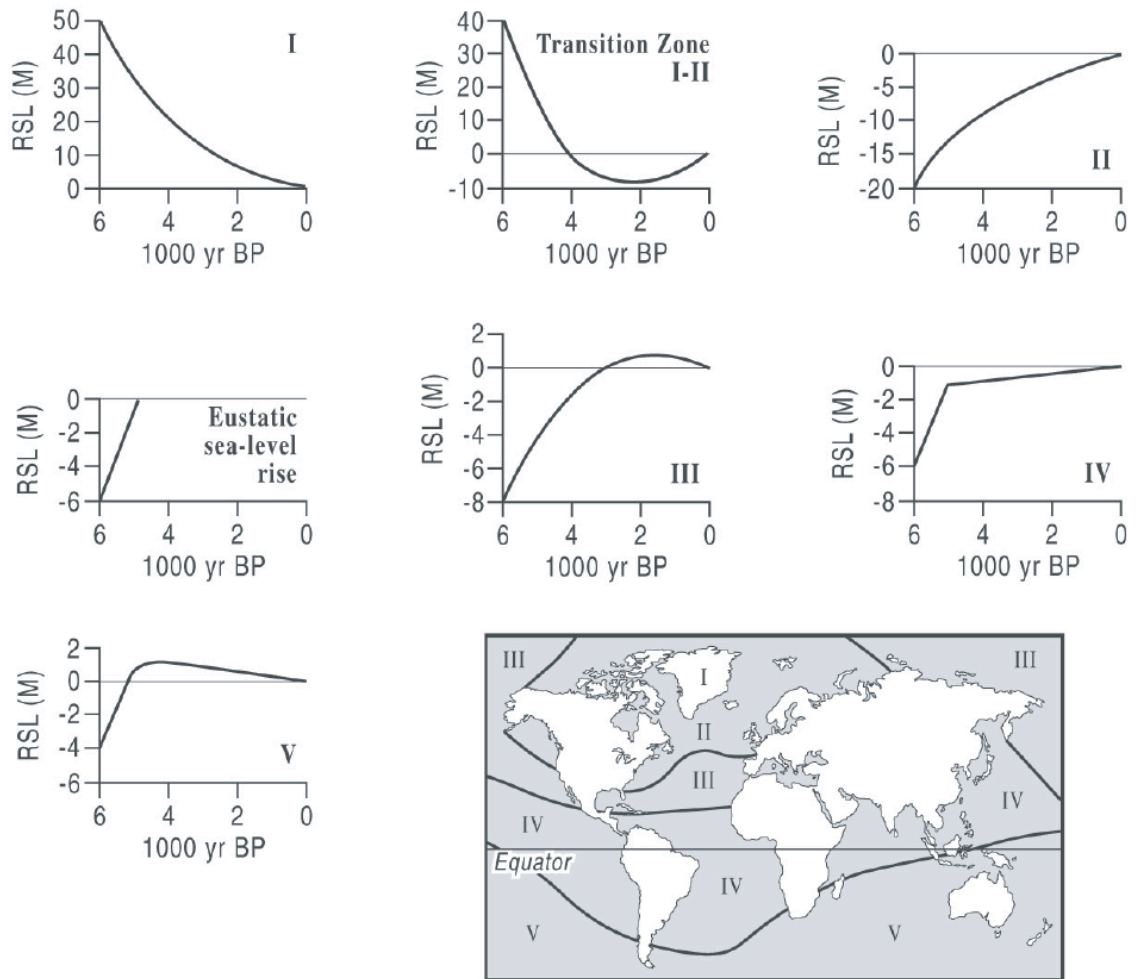 50
40
30
20
10
0
RSL (M)
I
6
4
2
0
1000 yr BP
40
30
20
10
0
-10
RSL (M)
Transition Zone
I-II
6
4
2
0
1000 yr BP
0
-5
-10
-15
-20
RSL (M)
II
6
4
2
0
1000 yr BP
0
-2
-4
-6
RSL (M)
Eustatic
sea-level
rise
6
4
2
0
1000 yr BP
2
0
-2
-4
-6
-8
RSL (M)
III
6
4
2
0
1000 yr BP
0
-2
-4
-6
-8
RSL (M)
IV
6
4
2
0
1000 yr BP
2
0
-2
-4
-6
RSL (M)
V
6
4
2
0
1000 yr BP
III
I
III
II
III
IV
IV
Equator
IV
V
V